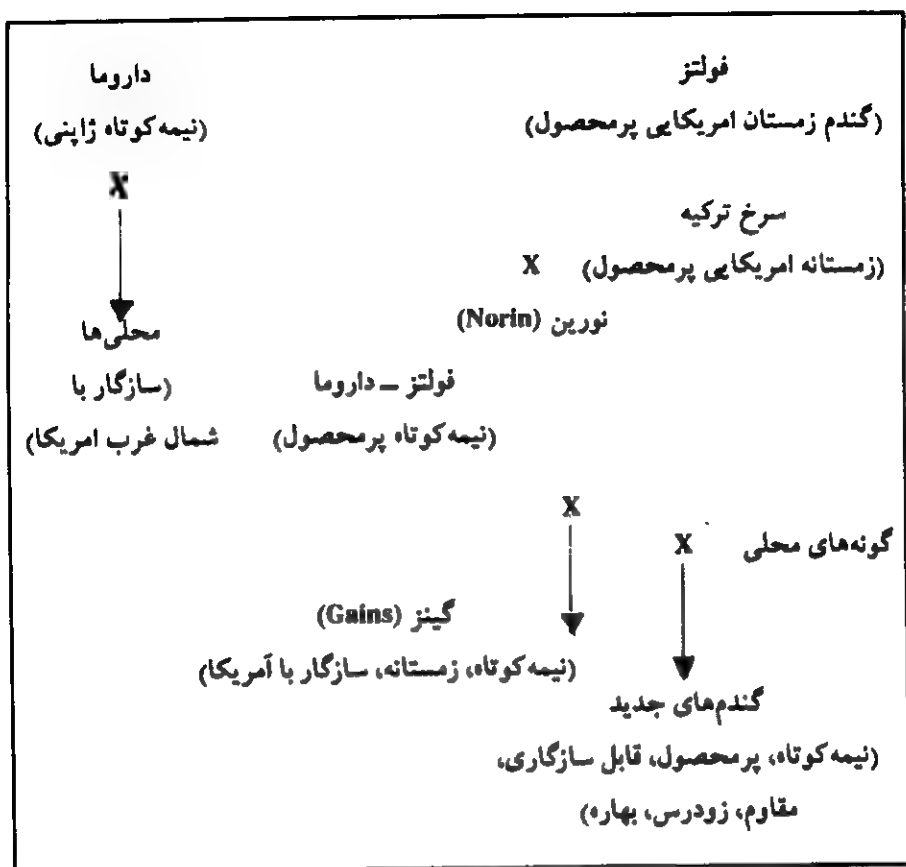 فولتز
داروما
(گندم زمستان امریکایی پرمحصول)
(نیمه‌کوتاه ژاپنی)
X
سرخ ترکیه
(زمستانه امریکایی پرمحصول) X
نورین (Norin)
محلی‌ها
فولتز ــ داروما
(سازگار با
(نیمه‌کوتاه پرمحصول)
شمال غرب امریکا)
X
گونه‌های محلی X
گینز (Gains)
(نیمه‌کوتاه، زمستانه، سازگار با آمریکا)
گندم‌های جدید
(نیمه‌کوتاه، پرمحصول، قابل سازگاری،
مقاوم، زودرس، بهاره)